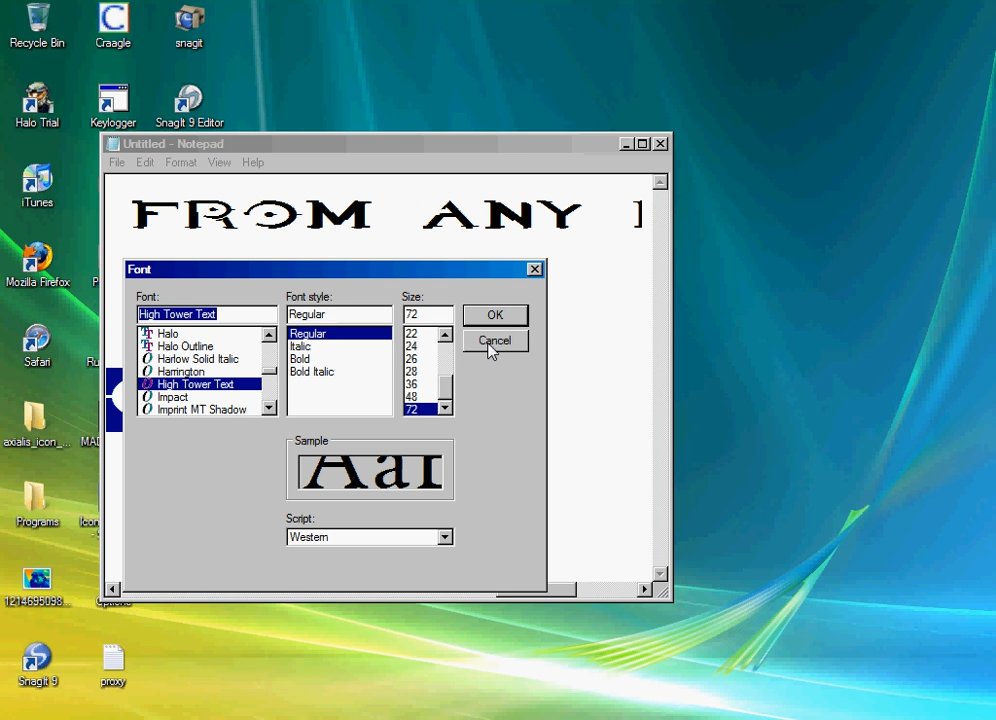 Recycle Bin
Craagle
snagit
Halo Trial
Keylogger
SnagIt 9 Editor
Untitled - Notepad
File Edit Format View Help
FROM ANY
iTunes
Mozilla Firefox
Safari
axialis_icon_...
Programs
1214695098...
Options
SnagIt 9
proxy
Font
Font:
Font style:
Size:
High Tower Text
Regular
72
OK
Cancel
Halo
Halo Outline
Harlow Solid Italic
Harrington
High Tower Text
Impact
Imprint MT Shadow
Regular
Italic
Bold
Bold Italic
22
24
26
28
36
48
72
Sample
Script:
Western